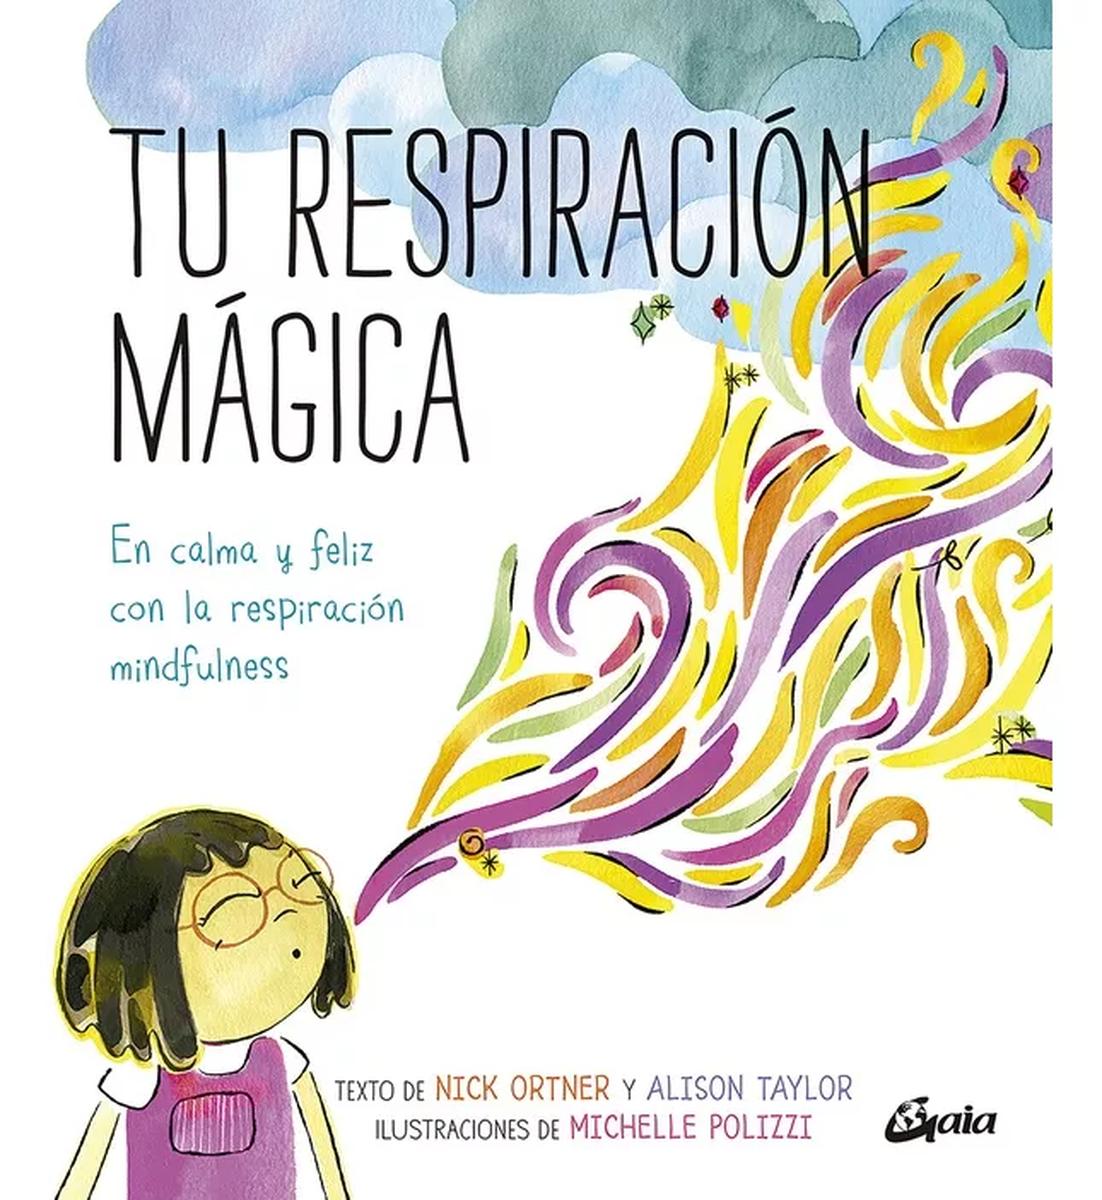 TU RESPIRACIÓN
MÁGICA
En calma y feliz
con la respiración
mindfulness
TEXTO DE NICK ORTNER Y ALISON TAYLOR
ILUSTRACIONES DE MICHELLE POLIZZI
Gaia